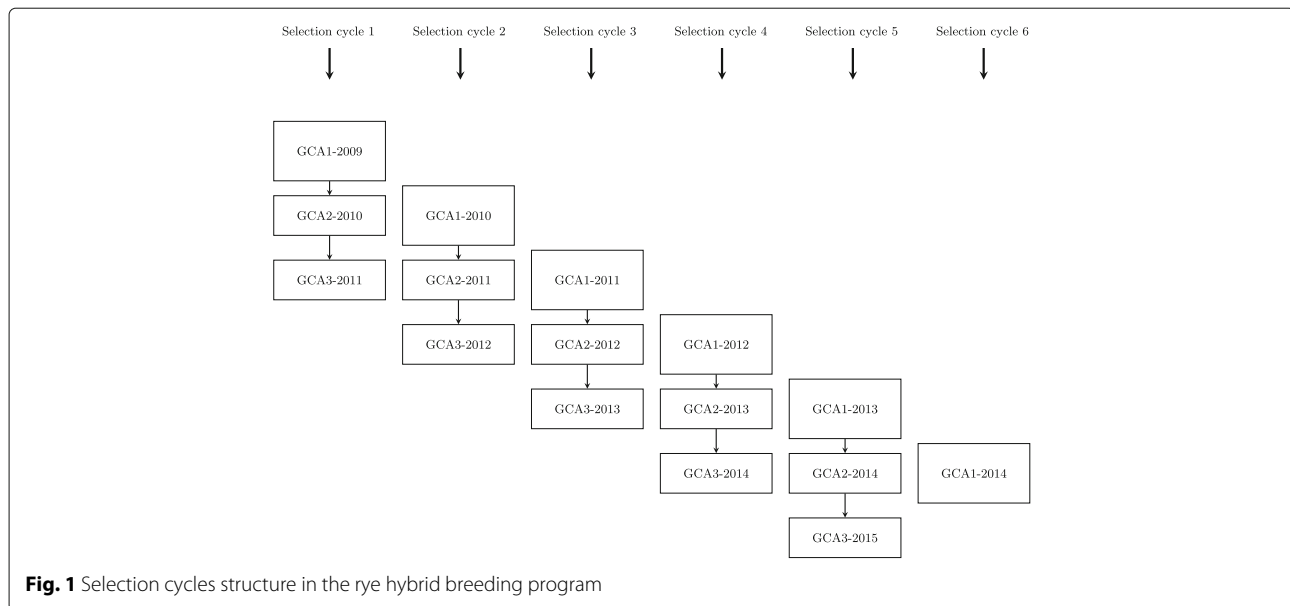 Selection cycle 1 Selection cycle 2 Selection cycle 3 Selection cycle 4 Selection cycle 5 Selection cycle 6
GCA1-2009
GCA2-2010 GCA1-2010
GCA3-2011 GCA2-2011 GCA1-2011
GCA3-2012 GCA2-2012 GCA1-2012
GCA3-2013 GCA2-2013 GCA1-2013
GCA3-2014 GCA2-2014 GCA1-2014
GCA3-2015
Fig. 1 Selection cycles structure in the rye hybrid breeding program